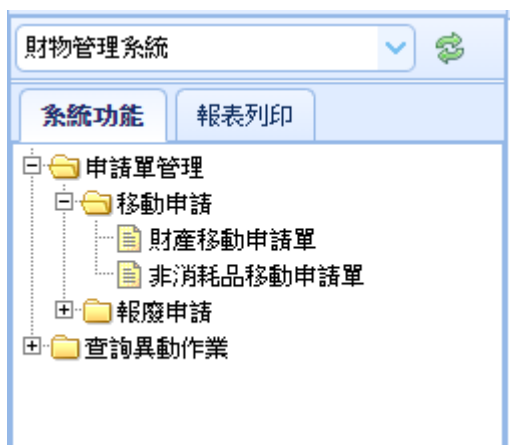 財物管理系統
系統功能 報表列印
申請單管理
移動申請
財產移動申請單
非消耗品移動申請單
報廢申請
查詢異動作業